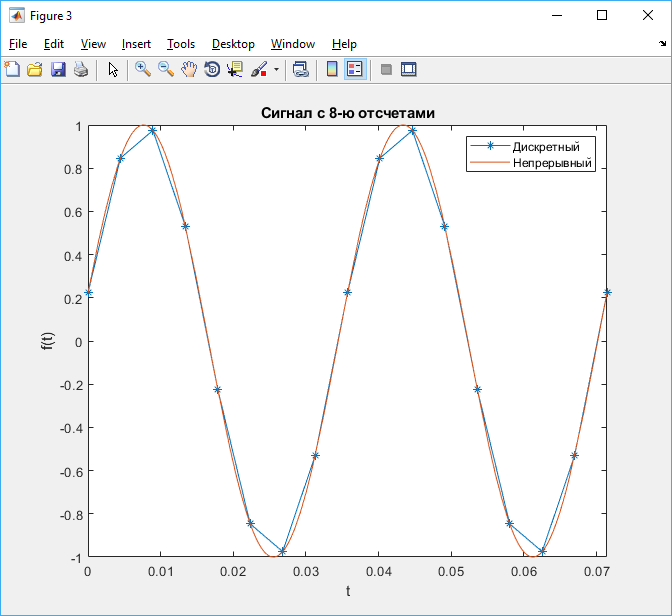 Figure 3
File Edit View Insert Tools Desktop Window Help
Сигнал с 8-ю отсчетами
Дискретный
Непрерывный
1
0.8
0.6
0.4
0.2
0
-0.2
-0.4
-0.6
-0.8
-1
f(t)
0 0.01 0.02 0.03 0.04 0.05 0.06 0.07
t